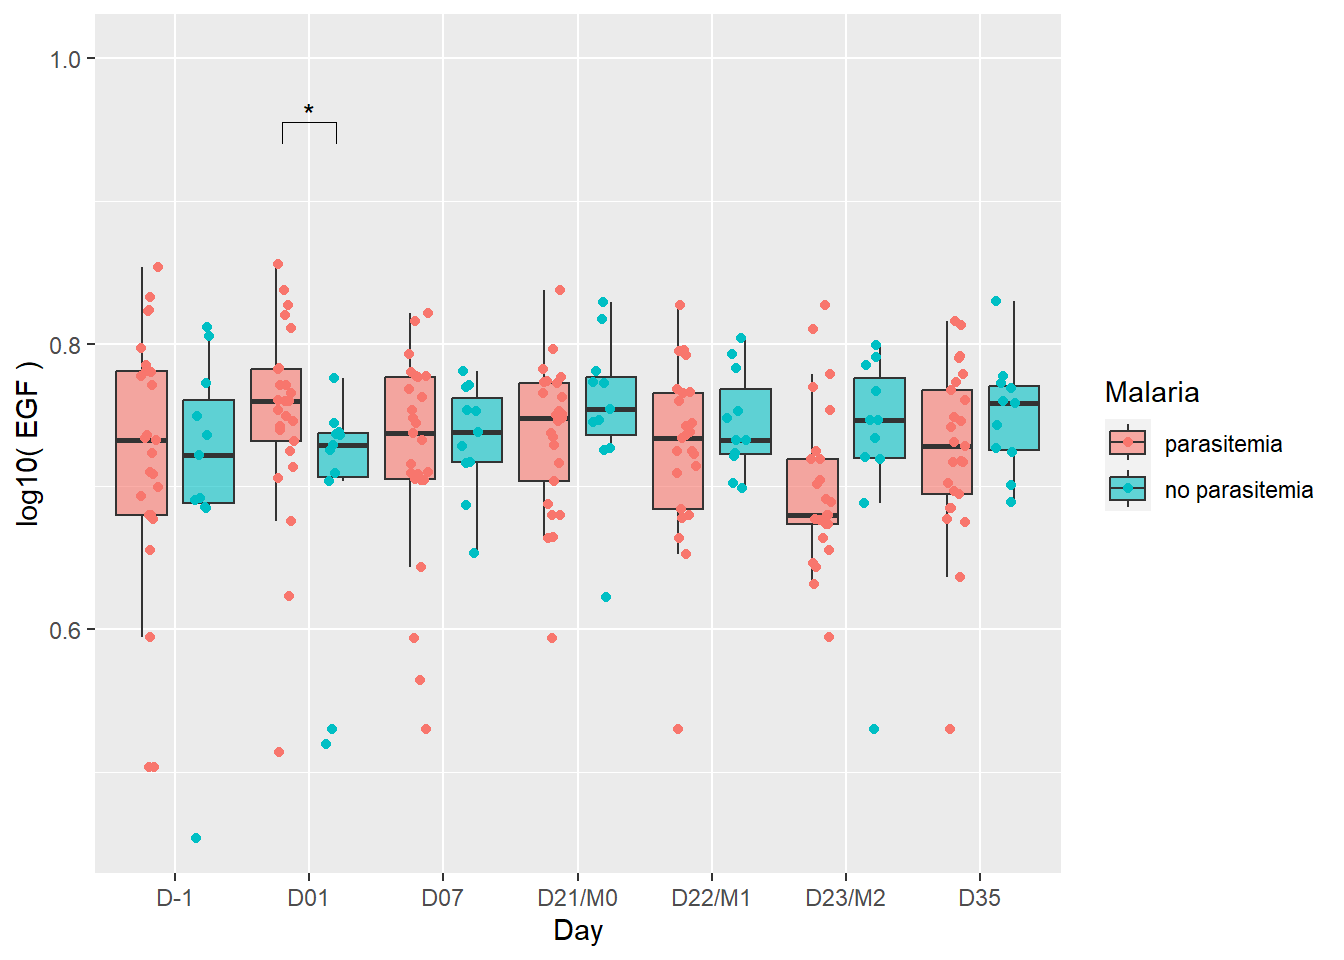 1.0
*
0.8
0.6
log10( EGF )
D-1 D01 D07 D21/M0 D22/M1 D23/M2 D35
Day
Malaria
parasitemia
no parasitemia